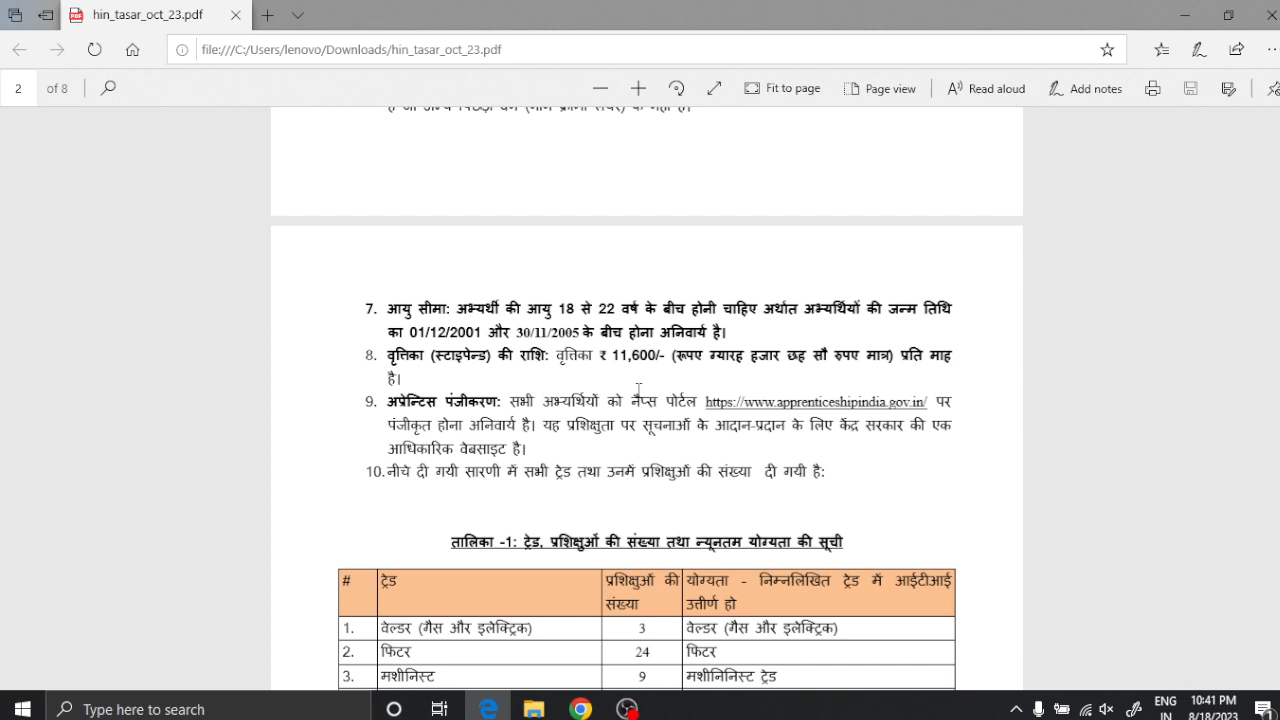 hin_tasar_oct_23.pdf
file:///C:/Users/lenovo/Downloads/hin_tasar_oct_23.pdf
2 of 8 Fit to page Page view Read aloud Add notes
7. आयु सीमा: अभ्यर्थी की आयु 18 से 22 वर्ष के बीच होनी चाहिए अर्थात अभ्यर्थियों की जन्म तिथि
का 01/12/2001 और 30/11/2005 के बीच होना अनिवार्य है।
8. वृत्तिका (स्टाइपेन्ड) की राशि: वृत्तिका ₹ 11,600/- (रूपए ग्यारह हजार छह सौ रुपए मात्र) प्रति माह
है।
9. अप्रेन्टिस पंजीकरण: सभी अभ्यर्थियों को नैप्स पोर्टल https://www.apprenticeshipindia.gov.in/ पर
पंजीकृत होना अनिवार्य है। यह प्रशिक्षुता पर सूचनाओं के आदान-प्रदान के लिए केंद्र सरकार की एक
आधिकारिक वेबसाइट है।
10. नीचे दी गयी सारणी में सभी ट्रेड तथा उनमें प्रशिक्षुओं की संख्या दी गयी है:
तालिका -1: ट्रेड, प्रशिक्षुओं की संख्या तथा न्यूनतम योग्यता की सूची
# ट्रेड प्रशिक्षुओं की योग्यता - निम्नलिखित ट्रेड में आईटीआई
संख्या उत्तीर्ण हो
1. वेल्डर (गैस और इलेक्ट्रिक) 3 वेल्डर (गैस और इलेक्ट्रिक)
2. फिटर 24 फिटर
3. मशीनिस्ट 9 मशीनिनिस्ट ट्रेड
Type here to search ENG 10:41 PM
IN 8/18/2023